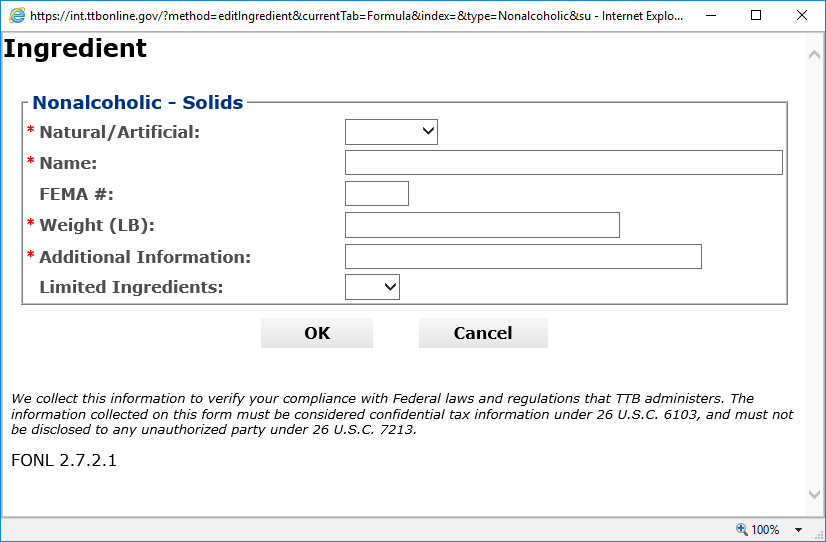 https://int.ttbonline.gov/?method=editIngredient&currentTab=Formula&index=&type=Nonalcoholic&su - Internet Explo...
Ingredient
Nonalcoholic - Solids
* Natural/Artificial:
* Name:
FEMA #:
* Weight (LB):
* Additional Information:
Limited Ingredients:
OK Cancel
We collect this information to verify your compliance with Federal laws and regulations that TTB administers. The
information collected on this form must be considered confidential tax information under 26 U.S.C. 6103, and must not
be disclosed to any unauthorized party under 26 U.S.C. 7213.
FONL 2.7.2.1
100%